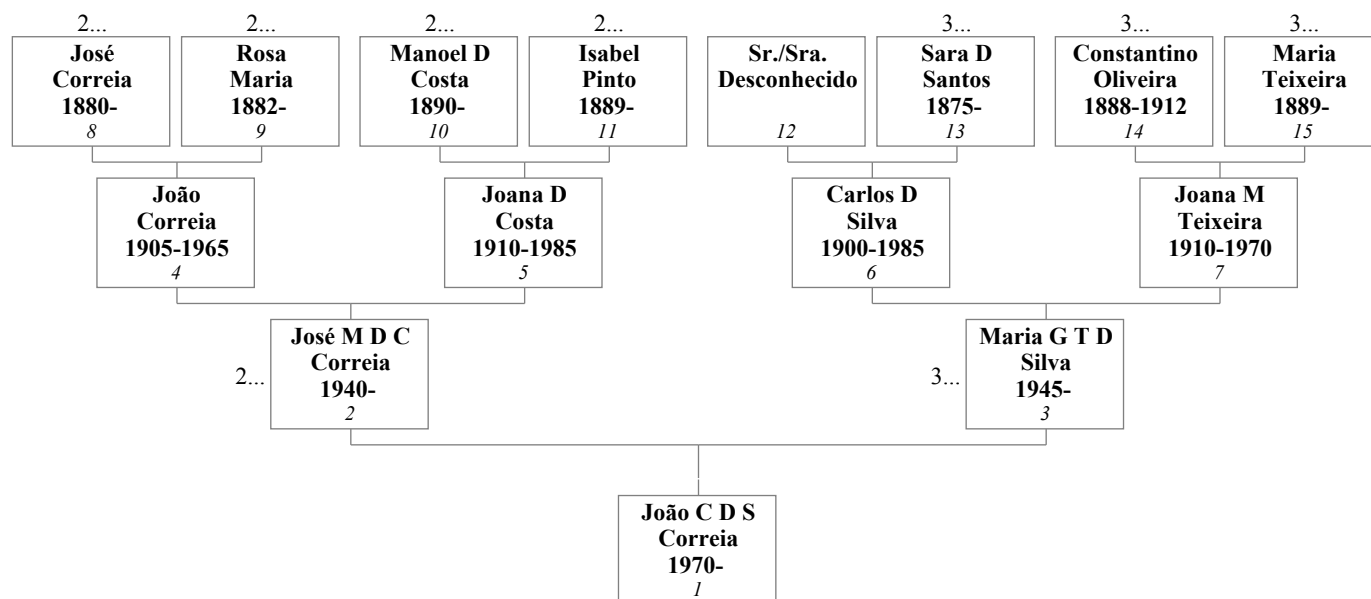 2...
2...
2...
2...
3...
3...
3...
José
Correia
1880-
8
Rosa
Maria
1882-
9
Manoel D
Costa
1890-
10
Isabel
Pinto
1889-
11
Sr./Sra.
Desconhecido
12
Sara D
Santos
1875-
13
Constantino
Oliveira
1888-1912
14
Maria
Teixeira
1889-
15
João
Correia
1905-1965
4
Joana D
Costa
1910-1985
5
Carlos D
Silva
1900-1985
6
Joana M
Teixeira
1910-1970
7
2...
José M D C
Correia
1940-
2
3...
Maria G T D
Silva
1945-
3
João C D S
Correia
1970-
1